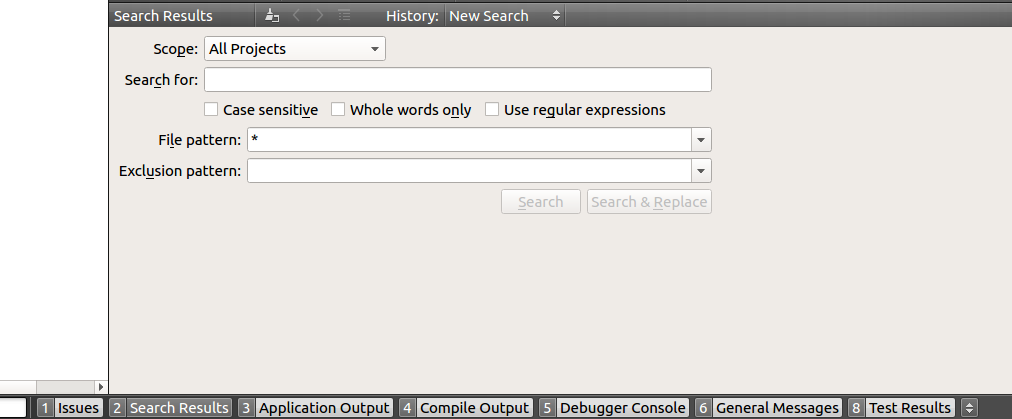 Search Results History: New Search
Scope: All Projects
Search for:
Case sensitive Whole words only Use regular expressions
File pattern: *
Exclusion pattern:
Search Search & Replace
1 Issues 2 Search Results 3 Application Output 4 Compile Output 5 Debugger Console 6 General Messages 8 Test Results